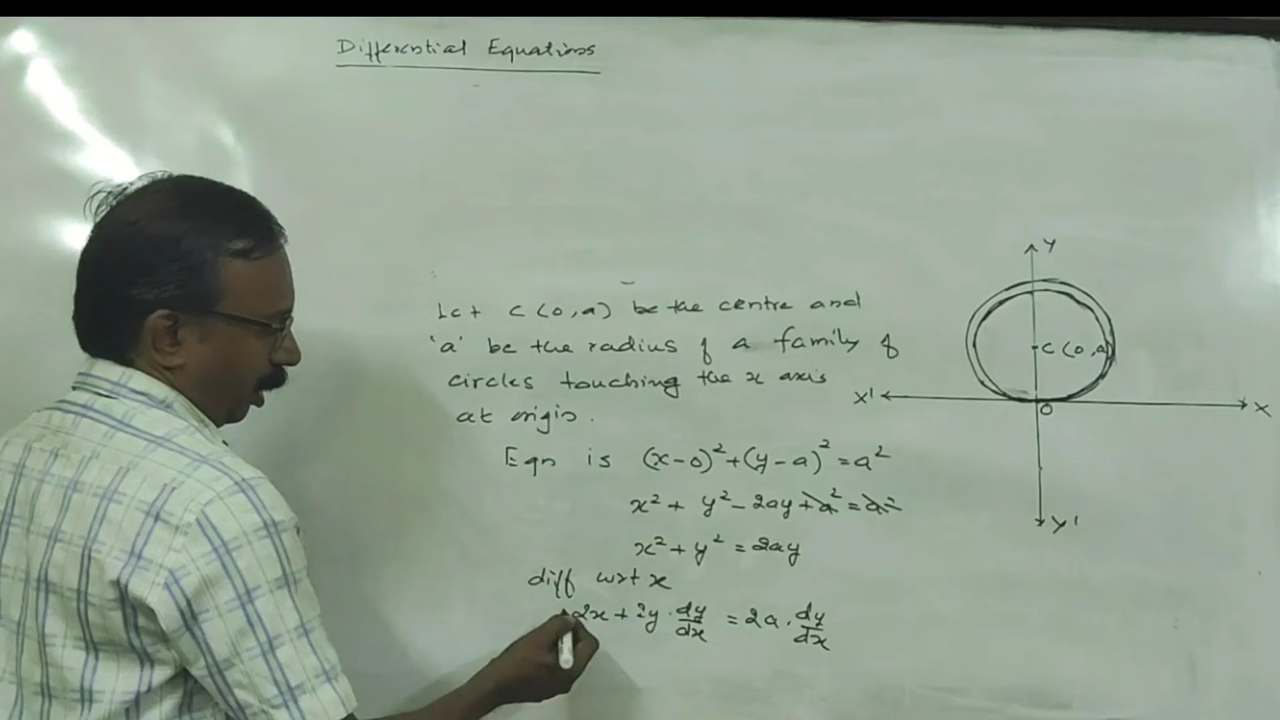 Differential Equations
Let C(0,a) be the centre and
'a' be the radius of a family of
circles touching the x axis
at origin.
Eqn is (x-0)²+(y-a)²=a²
x²+ y²-2ay+a²=a²
x²+y²=2ay
diff wrt x
2x+2y.dy/dx =2a.dy/dx
Y
C(0,a)
X' X
O
Y'